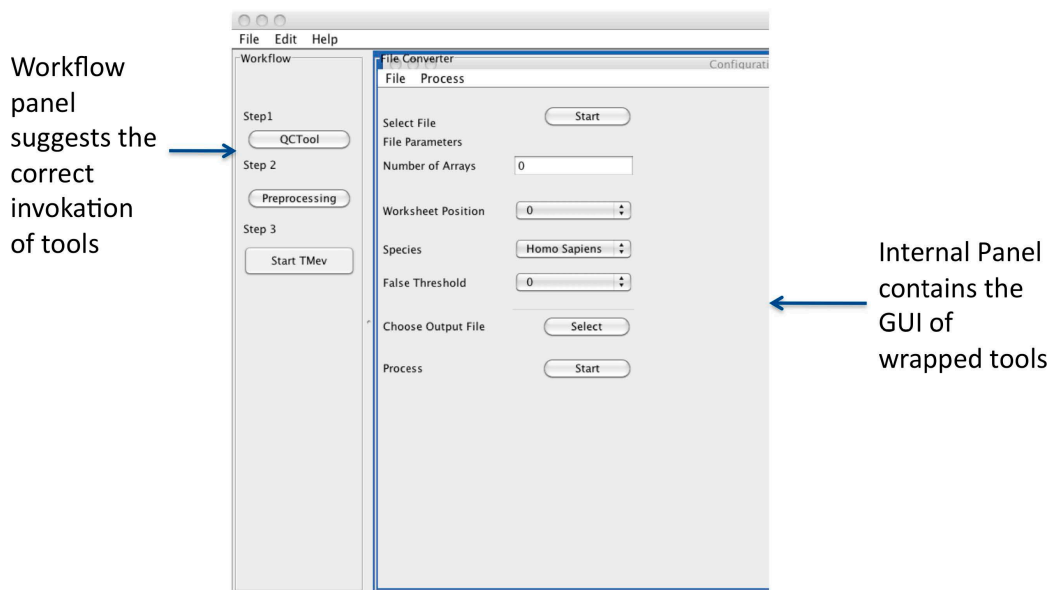 Workflow
panel
suggests the
correct
invokation
of tools
File Edit Help
Workflow
Step1
QCTool
Step 2
Preprocessing
Step 3
Start TMev
File Converter
Configurati
File Process
Select File Start
File Parameters
Number of Arrays 0
Worksheet Position 0
Species Homo Sapiens
False Threshold 0
Choose Output File Select
Process Start
Internal Panel
contains the
GUI of
wrapped tools